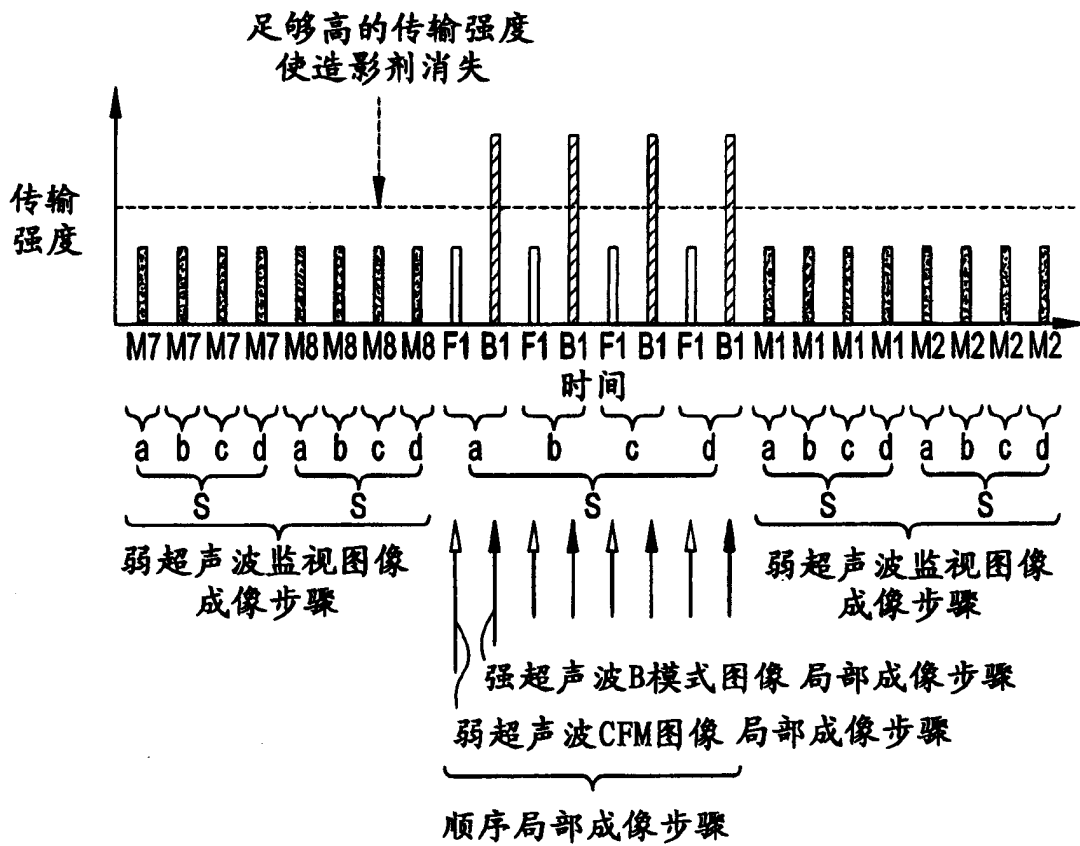 足够高的传输强度
使造影剂消失
传输
强度
M7 M7 M7 M7 M8 M8 M8 M8 F1 B1 F1 B1 F1 B1 F1 B1 M1 M1 M1 M1 M2 M2 M2 M2
时间
a b c d a b c d a b c d a b c d a b c d
S S S S S
弱超声波监视图像
成像步骤
弱超声波监视图像
成像步骤
强超声波B模式图像 局部成像步骤
弱超声波CFM图像 局部成像步骤
顺序局部成像步骤